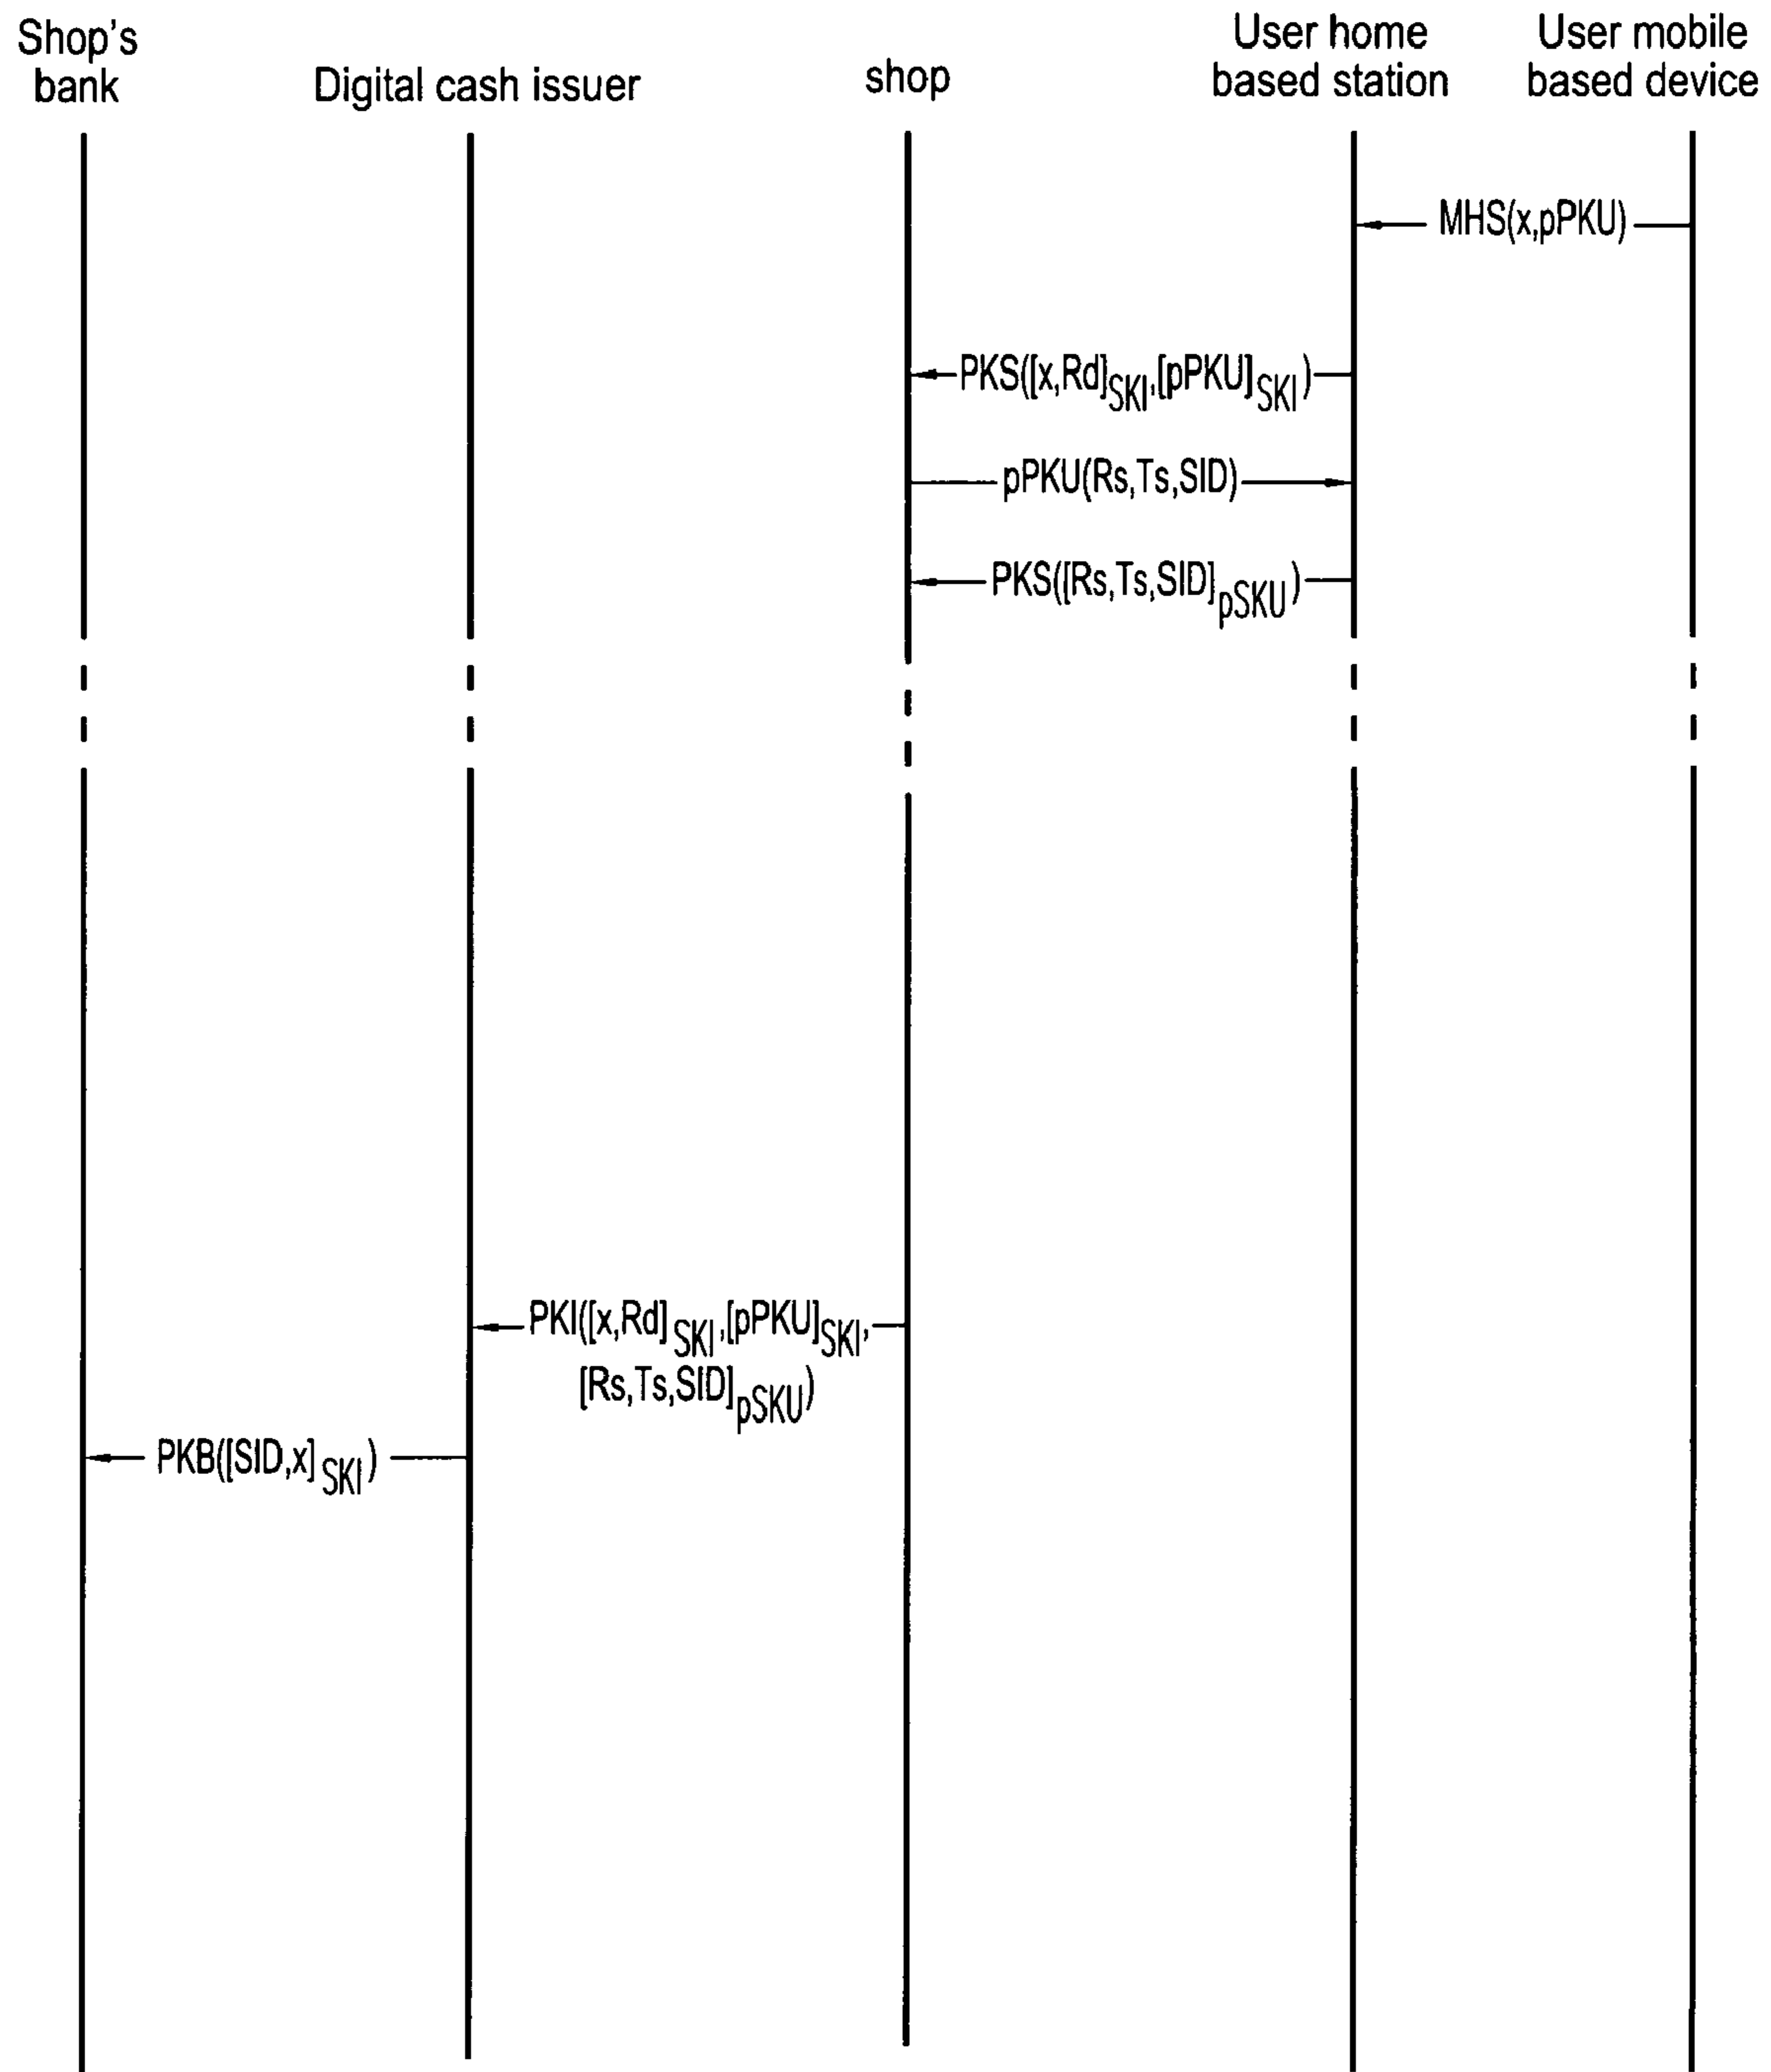 Shop's
bank
Digital cash issuer
shop
User home
based station
User mobile
based device
MHS(x,pPKU)
PKS([x,Rd]SKI,[pPKU]SKI)
pPKU(Rs,Ts,SID)
PKS([Rs,Ts,SID]pSKU)
PKI([x,Rd]SKI,[pPKU]SKI,
[Rs,Ts,SID]pSKU)
PKB([SID,x]SKI)